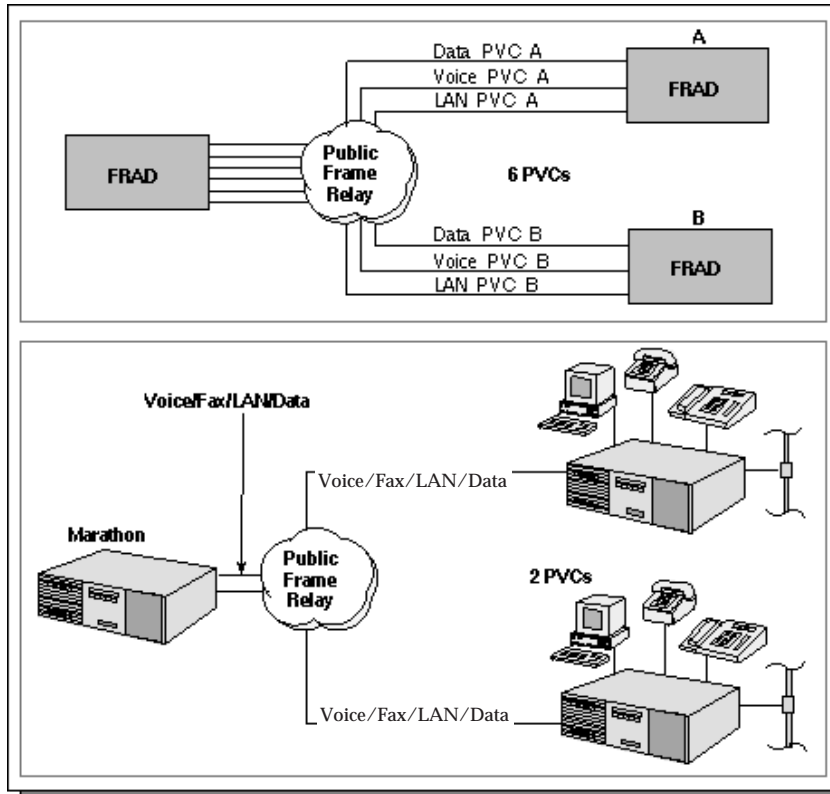 A
Data PVC A
Voice PVC A
LAN PVC A
FRAD
FRAD
Public
Frame
Relay
6 PVCs
B
Data PVC B
Voice PVC B
LAN PVC B
FRAD
Voice/Fax/LAN/Data
Voice/Fax/LAN/Data
Marathon
Public
Frame
Relay
2 PVCs
Voice/Fax/LAN/Data